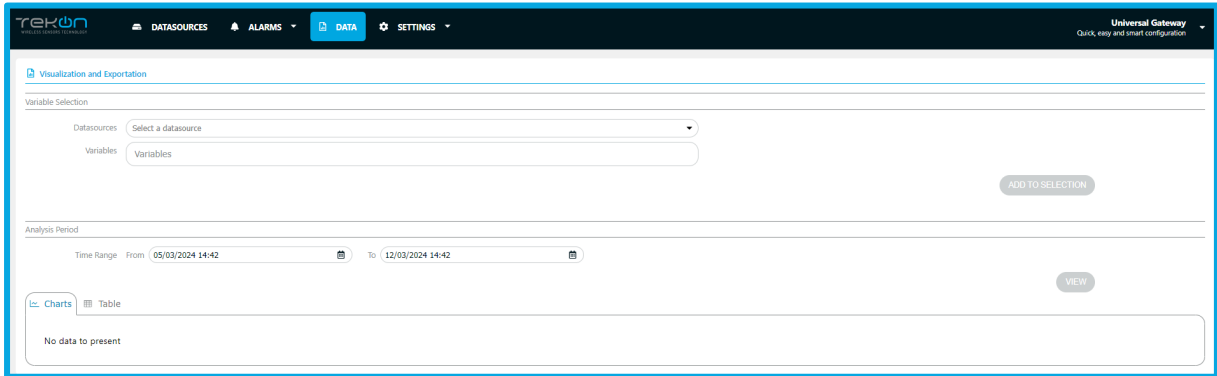 TEKON
WIRELESS SENSORS TECHNOLOGY
DATASOURCES ALARMS DATA SETTINGS
Universal Gateway
Quick, easy and smart configuration
Visualization and Exportation
Variable Selection
Datasources Select a datasource
Variables Variables
ADD TO SELECTION
Analysis Period
Time Range From 05/03/2024 14:42 To 12/03/2024 14:42
VIEW
Charts Table
No data to present